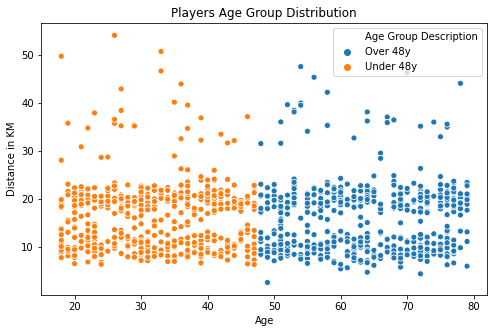 Players Age Group Distribution
Age Group Description
Over 48y
Under 48y
50
40
30
20
10
Distance in KM
20
30
40
50
60
70
80
Age